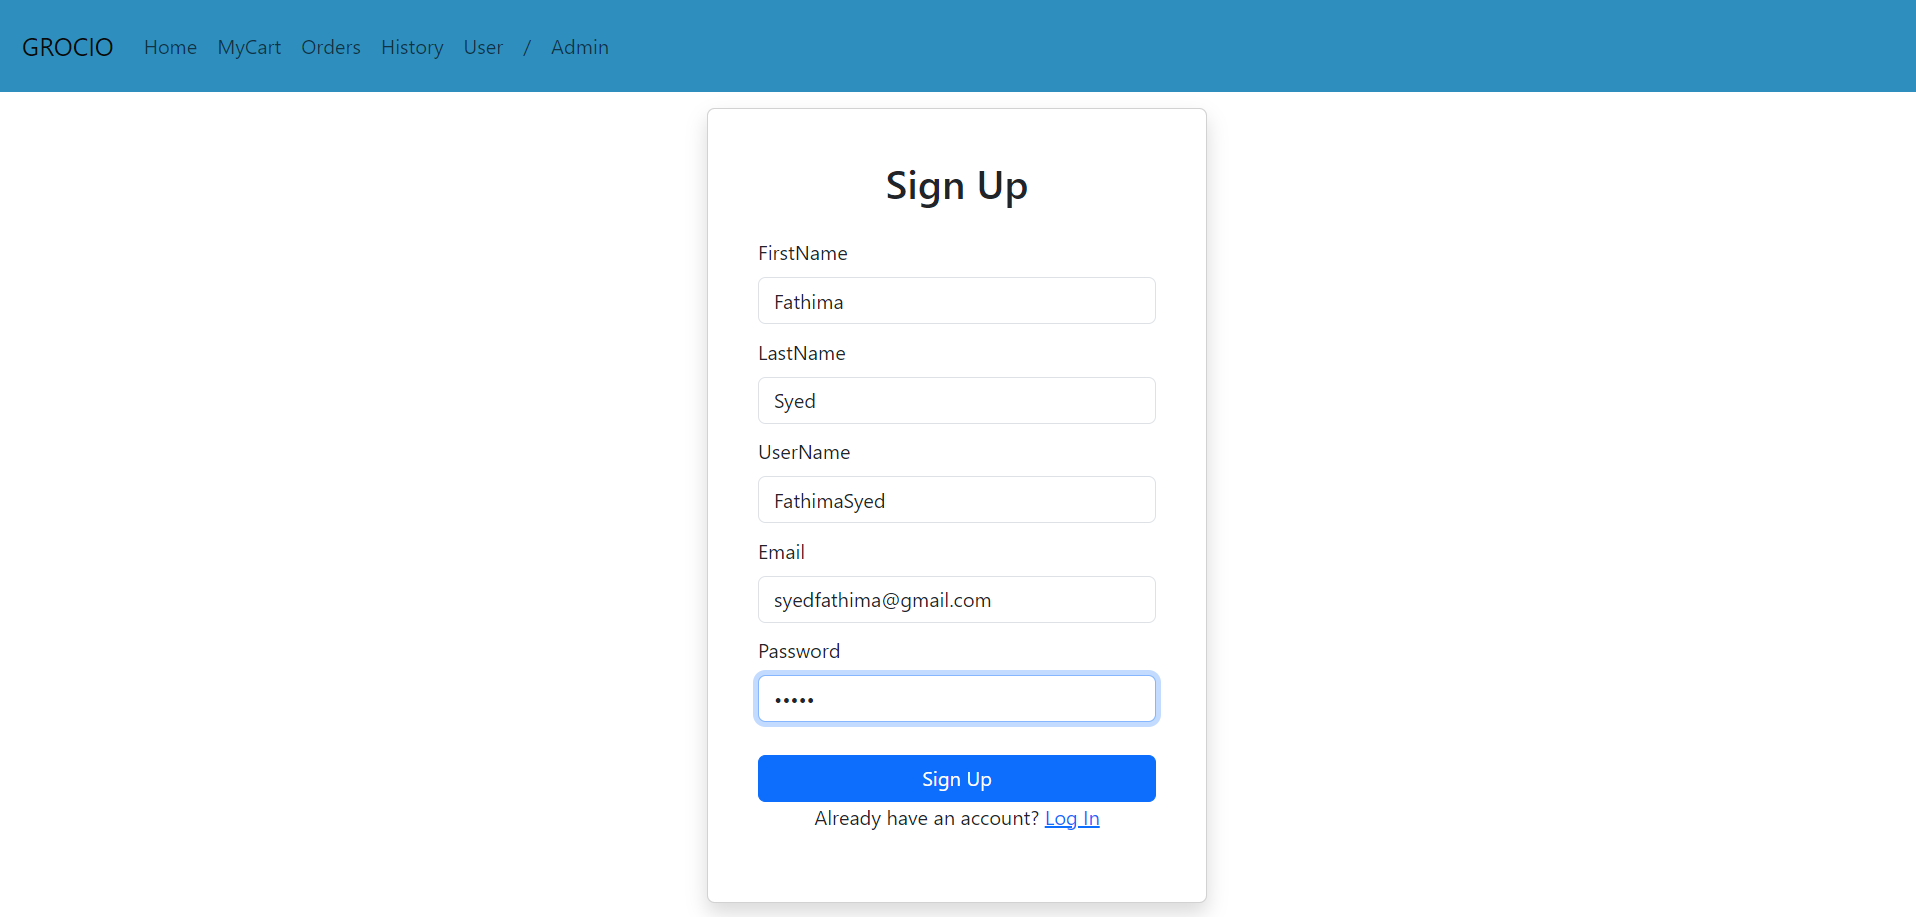 GROCIO Home MyCart Orders History User / Admin
Sign Up
FirstName
Fathima
LastName
Syed
UserName
FathimaSyed
Email
syedfathima@gmail.com
Password
•••••
Sign Up
Already have an account? Log In